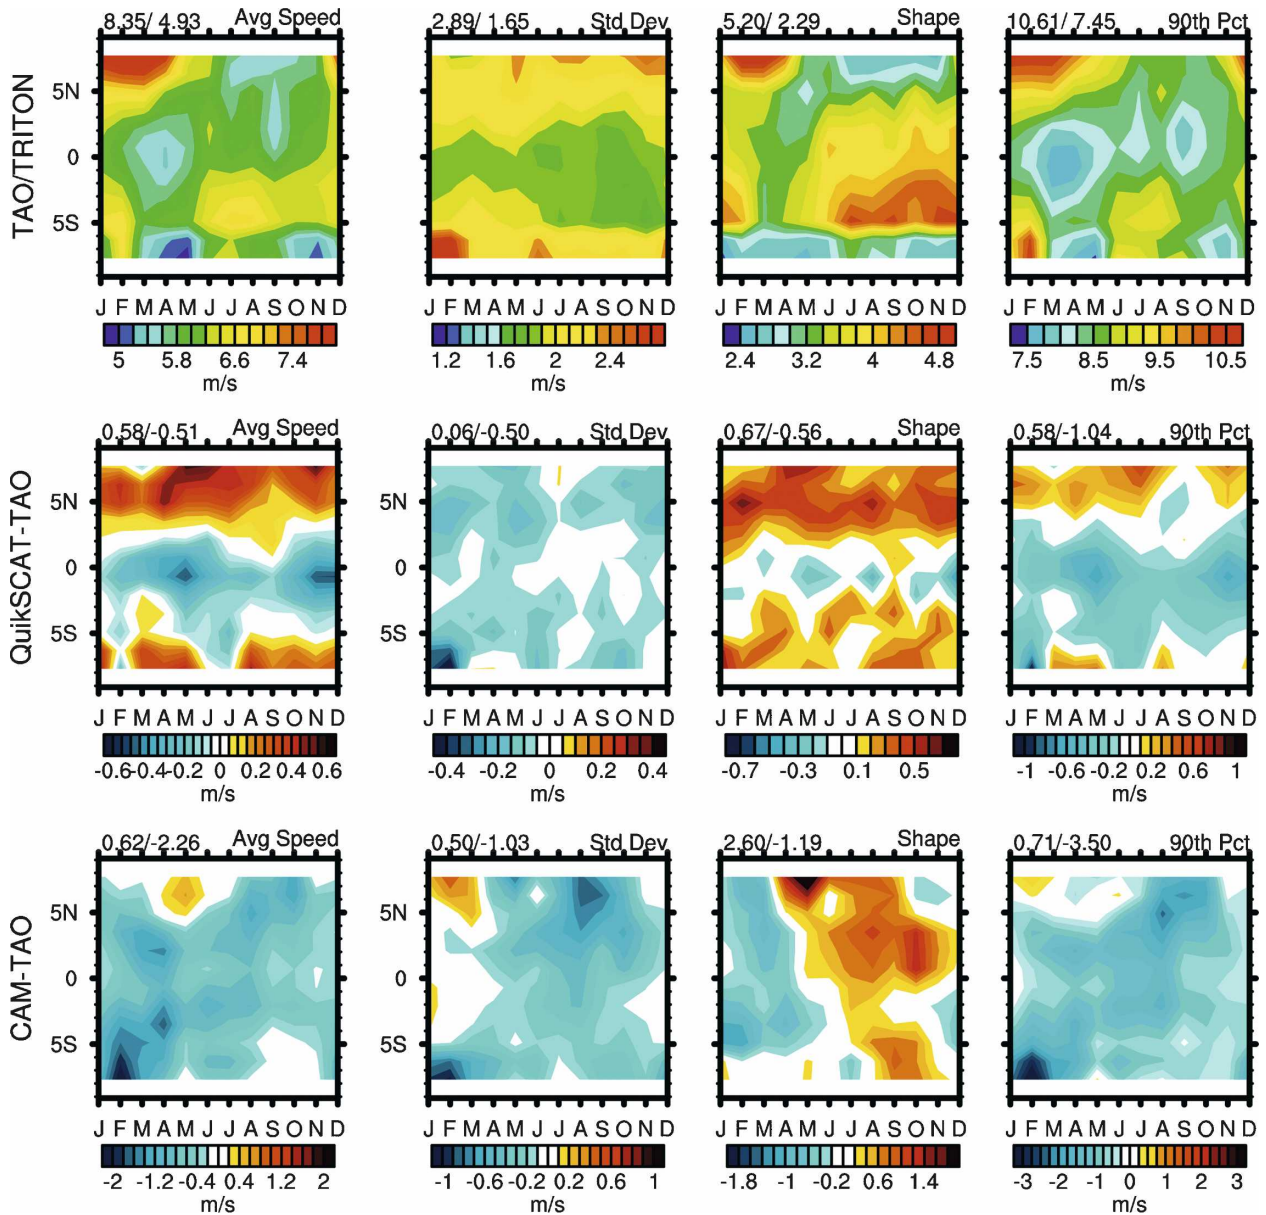 8.35/ 4.93 Avg Speed 2.89/ 1.65 Std Dev 5.20/ 2.29 Shape 10.61/ 7.45 90th Pct
TAO/TRITON
5N
0
5S
J F M A M J J A S O N D J F M A M J J A S O N D J F M A M J J A S O N D J F M A M J J A S O N D
5 5.8 6.6 7.4 1.2 1.6 2 2.4 2.4 3.2 4 4.8 7.5 8.5 9.5 10.5
m/s m/s m/s
0.58/-0.51 Avg Speed 0.06/-0.50 Std Dev 0.67/-0.56 Shape 0.58/-1.04 90th Pct
QuikSCAT-TAO
5N
0
5S
J F M A M J J A S O N D J F M A M J J A S O N D J F M A M J J A S O N D J F M A M J J A S O N D
-0.6-0.4-0.2 0 0.2 0.4 0.6 -0.4 -0.2 0 0.2 0.4 -0.7 -0.3 0.1 0.5 -1 -0.6 -0.2 0.2 0.6 1
m/s m/s m/s
0.62/-2.26 Avg Speed 0.50/-1.03 Std Dev 2.60/-1.19 Shape 0.71/-3.50 90th Pct
CAM-TAO
5N
0
5S
J F M A M J J A S O N D J F M A M J J A S O N D J F M A M J J A S O N D J F M A M J J A S O N D
-2 -1.2 -0.4 0.4 1.2 2 -1 -0.6 -0.2 0.2 0.6 1 -1.8 -1 -0.2 0.6 1.4 -3 -2 -1 0 1 2 3
m/s m/s m/s